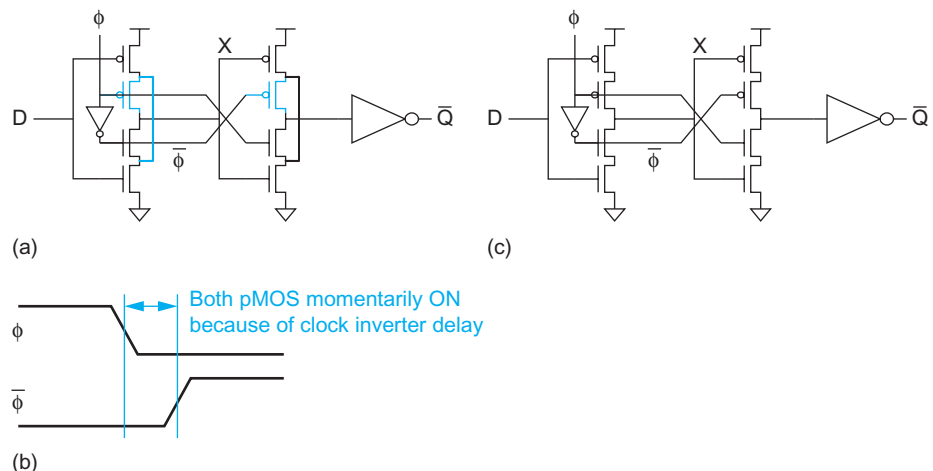 ϕ
X
D
Q̅
ϕ̅
(a)
ϕ
X
D
Q̅
ϕ̅
(c)
Both pMOS momentarily ON
because of clock inverter delay
ϕ
ϕ̅
(b)